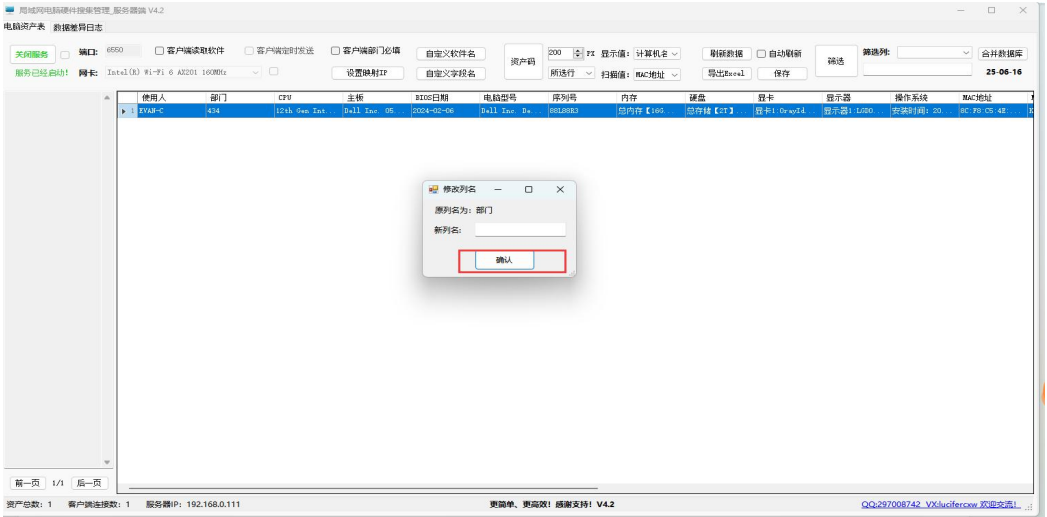 局域网电脑硬件搜集管理_服务器端 V4.2
电脑资产表 数据差异日志
关闭服务 端口: 6550 客户端读取软件 客户端定时发送 客户端部门必填 自定义软件名 资产码 200 PX 显示值: 计算机名 刷新数据 自动刷新 筛选 筛选列: 合并数据库
服务已经启动! 网卡: Intel(R) Wi-Fi 6 AX201 160MHz 设置映射IP 自定义字段名 所选行 扫描值: MAC地址 导出Excel 保存 25-06-16
使用人 部门 CPU 主板 BIOS日期 电脑型号 序列号 内存 硬盘 显卡 显示器 操作系统 MAC地址
1 EVAN-C 434 12th Gen Int... Dell Inc. 05... 2024-02-06 Dell Inc. De... 88L88R3 总内存【16G... 总存储【2T】... 显卡1:OrayId... 显示器1:LGD0... 安装时间: 20... 8C:F8:C5:4E:...
修改列名
原列名为: 部门
新列名:
确认
前一页 1/1 后一页
资产总数: 1 客户端连接数: 1 服务器IP: 192.168.0.111 更简单、更高效! 感谢支持! V4.2 QQ:297008742 VX:lucifercxw 欢迎交流!